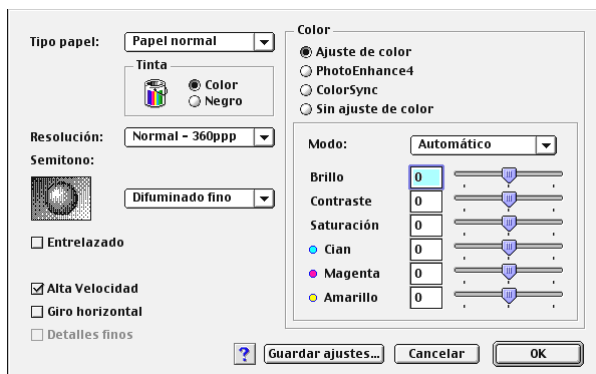 Tipo papel: Papel normal
Tinta
Color
Negro
Resolución: Normal - 360ppp
Semitono:
Difuminado fino
Entrelazado
Alta Velocidad
Giro horizontal
Detalles finos
Color
Ajuste de color
PhotoEnhance4
ColorSync
Sin ajuste de color
Modo: Automático
Brillo 0
Contraste 0
Saturación 0
Cian 0
Magenta 0
Amarillo 0
? Guardar ajustes... Cancelar OK